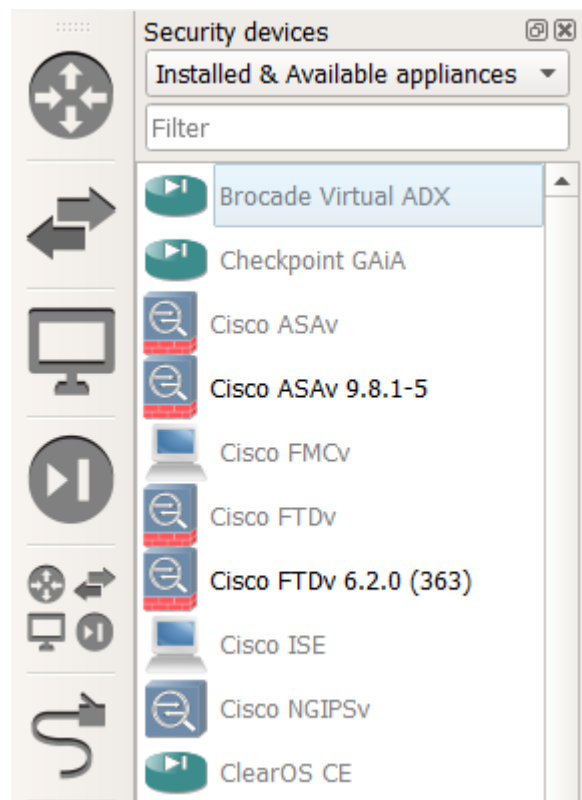 Security devices
Installed & Available appliances
Filter
Brocade Virtual ADX
Checkpoint GAiA
Cisco ASAv
Cisco ASAv 9.8.1-5
Cisco FMCv
Cisco FTDv
Cisco FTDv 6.2.0 (363)
Cisco ISE
Cisco NGIPSv
ClearOS CE